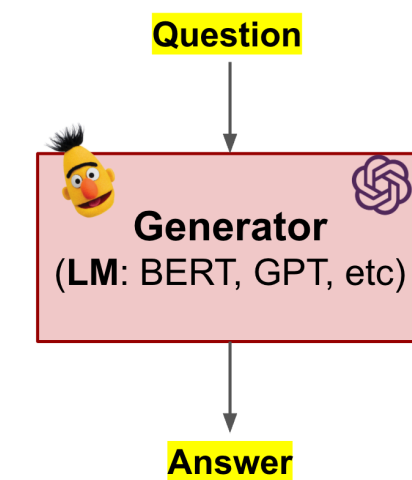 Question
Generator
(LM: BERT, GPT, etc)
Answer